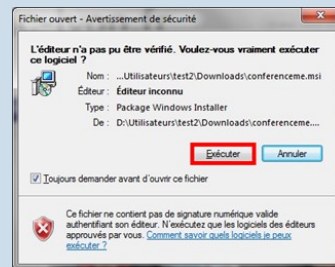 Fichier ouvert - Avertissement de sécurité
L'éditeur n'a pas pu être vérifié. Voulez-vous vraiment exécuter
ce logiciel ?
Nom : ...Utilisateurs\test2\Downloads\conferenceme.msi
Éditeur : Éditeur inconnu
Type : Package Windows Installer
De : D:\Utilisateurs\test2\Downloads\conferenceme....
Exécuter Annuler
Toujours demander avant d'ouvrir ce fichier
Ce fichier ne contient pas de signature numérique valide
authentifiant son éditeur. N'exécutez que les logiciels des éditeurs
approuvés par vous. Comment savoir quels logiciels je peux
exécuter ?